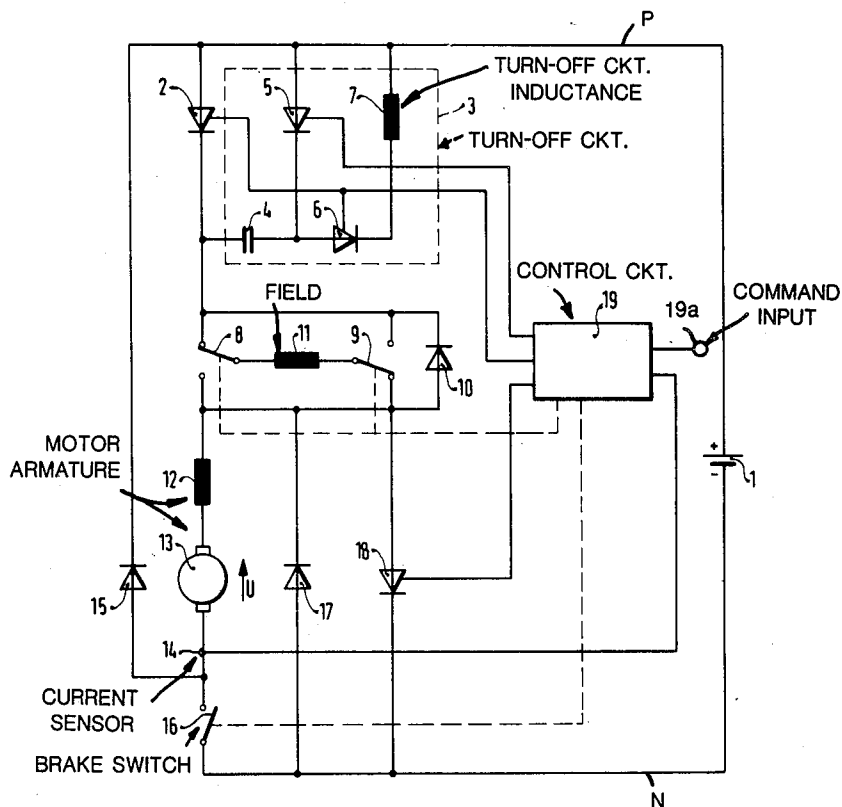 P
2
5
7
TURN-OFF CKT.
INDUCTANCE
3
TURN-OFF CKT.
4
6
CONTROL CKT.
FIELD
19
19a
COMMAND
INPUT
8
11
9
10
+
-
1
MOTOR
ARMATURE
12
13
U
18
15
17
14
CURRENT
SENSOR
16
BRAKE SWITCH
N